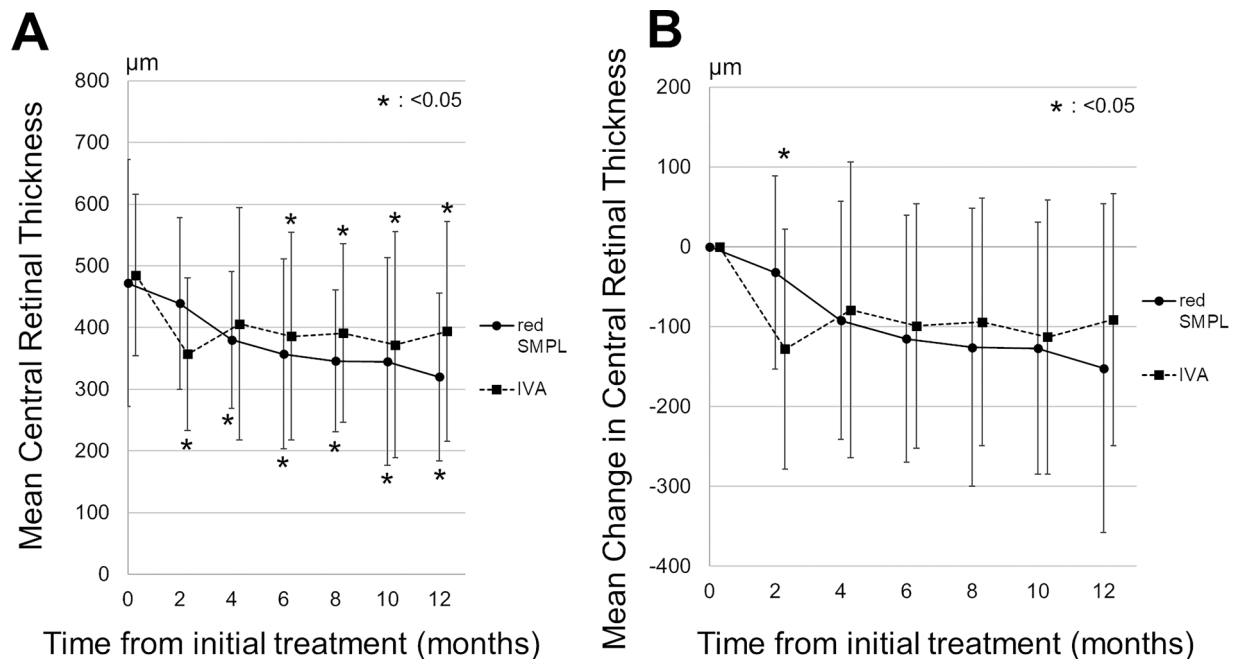 A
μm
Mean Central Retinal Thickness
800
700
600
500
400
300
200
100
0
* : <0.05
*
*
*
*
*
*
*
*
*
*
red
SMPL
IVA
0 2 4 6 8 10 12
Time from initial treatment (months)
B
μm
Mean Change in Central Retinal Thickness
200
100
0
-100
-200
-300
-400
* : <0.05
*
red
SMPL
IVA
0 2 4 6 8 10 12
Time from initial treatment (months)